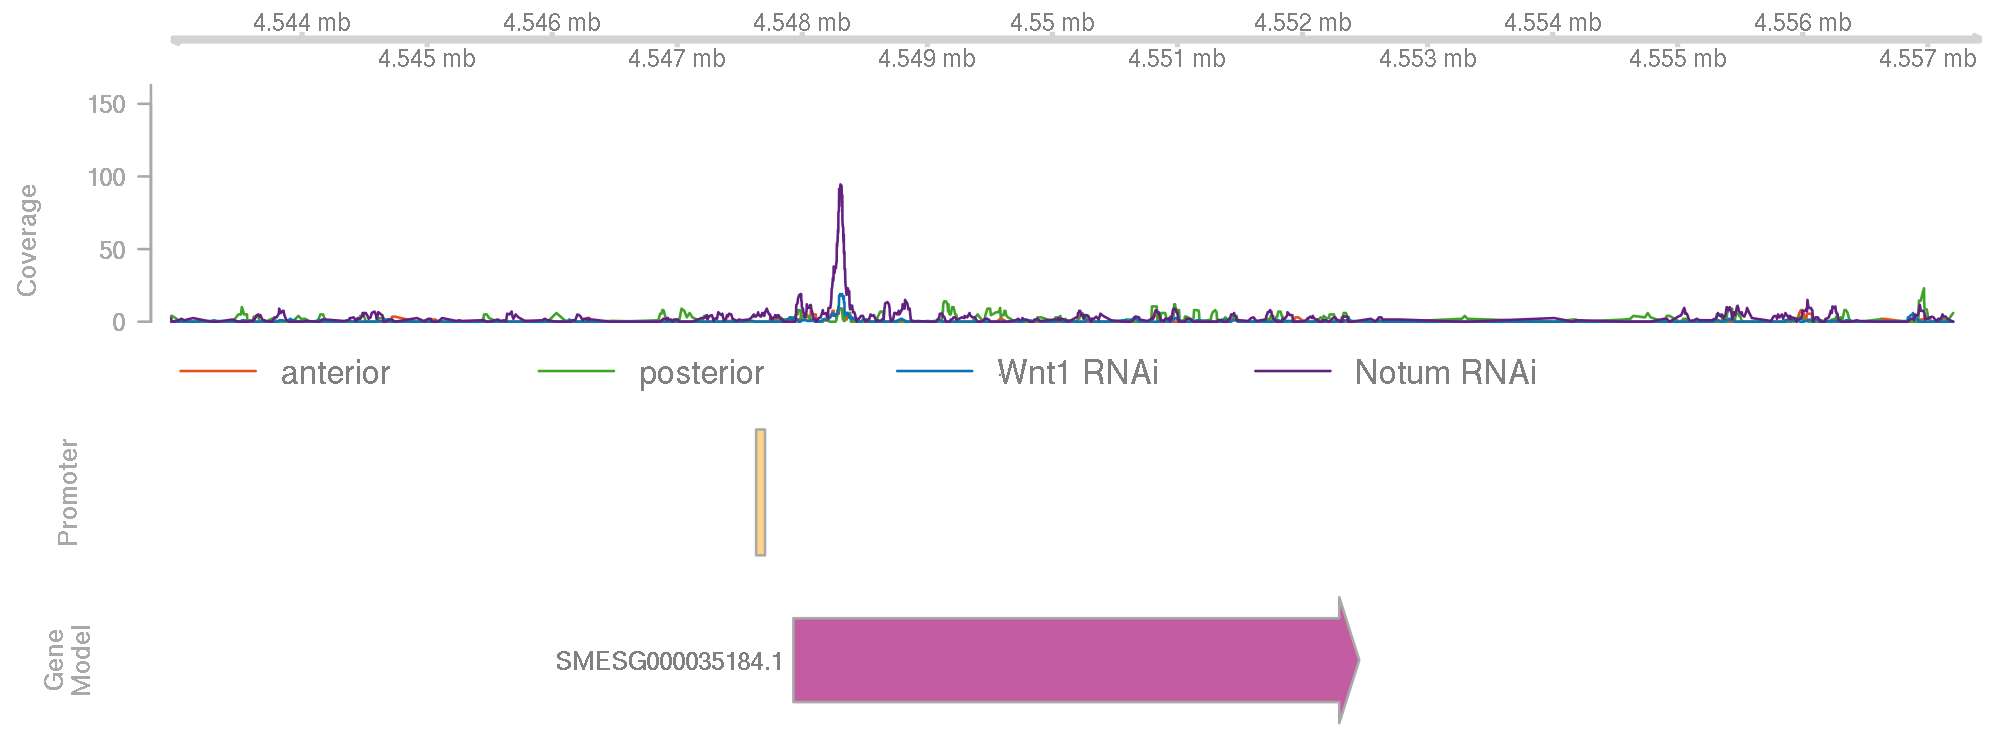 4.544 mb 4.546 mb 4.548 mb 4.55 mb 4.552 mb 4.554 mb 4.556 mb
4.545 mb 4.547 mb 4.549 mb 4.551 mb 4.553 mb 4.555 mb 4.557 mb
150
100
50
0
Coverage
anterior posterior Wnt1 RNAi Notum RNAi
Promoter
Gene
Model
SMESG000035184.1